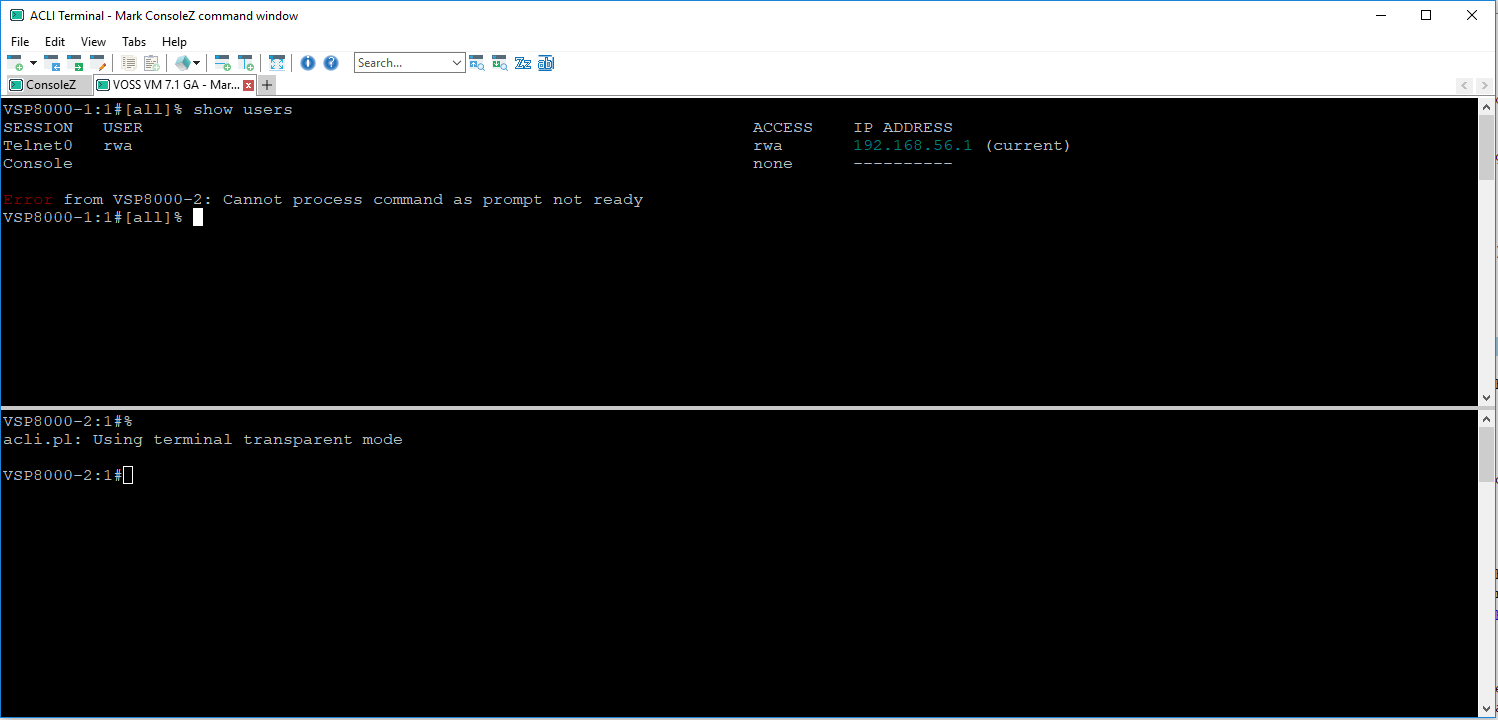 ACLI Terminal - Mark ConsoleZ command window
File Edit View Tabs Help
Search...
ConsoleZ VOSS VM 7.1 GA - Mar...
VSP8000-1:1#[all]% show users
SESSION USER ACCESS IP ADDRESS
Telnet0 rwa rwa 192.168.56.1 (current)
Console none ----------
Error from VSP8000-2: Cannot process command as prompt not ready
VSP8000-1:1#[all]%
VSP8000-2:1#%
acli.pl: Using terminal transparent mode
VSP8000-2:1#